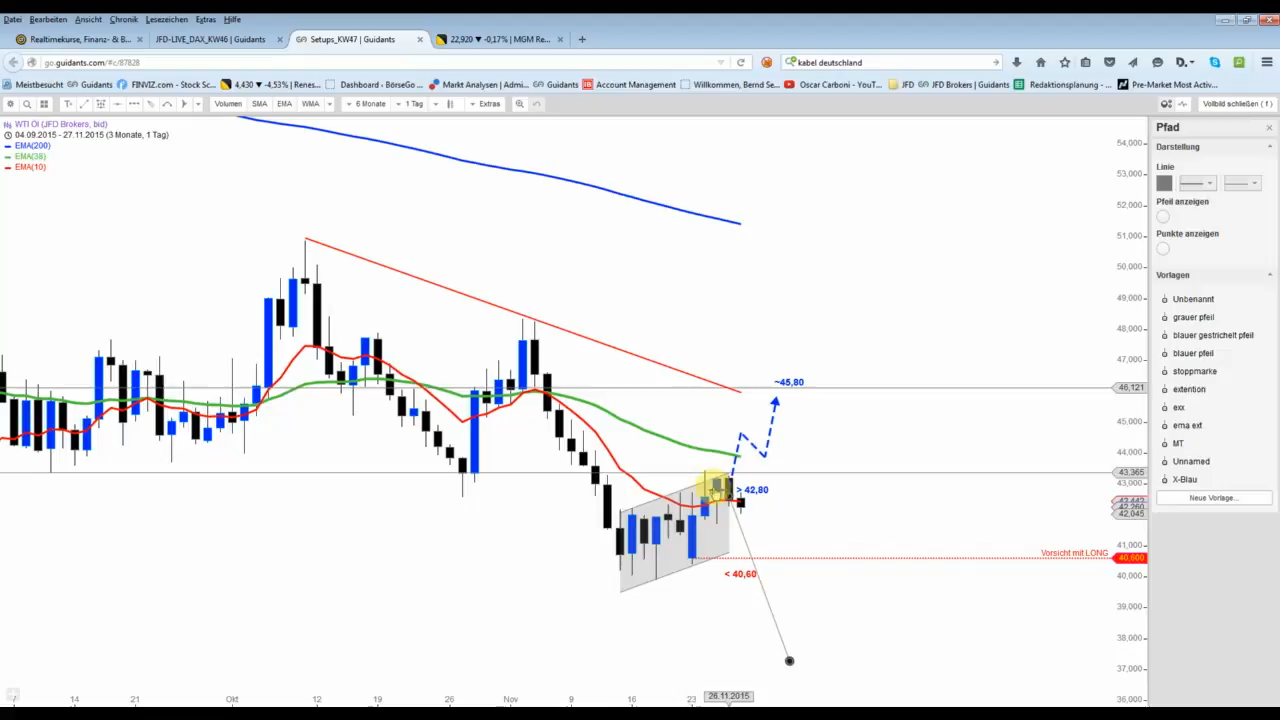 Datei Bearbeiten Ansicht Chronik Lesezeichen Extras Hilfe
Realtimekurse, Finanz- & B... × JFD-LIVE_DAX_KW46 | Guidants × Setups_KW47 | Guidants × 22,920 ▼ -0,17% | MGM Re... × +
go.guidants.com/#c/87828 kabel deutschland
Meistbesucht Guidants FINVIZ.com - Stock Sc... 4,430 ▼ -4,53% | Renes... Dashboard - BörseGo ... Markt Analysen | Admi... Guidants Account Management Willkommen, Bernd Se... Oscar Carboni - YouT... JFD JFD Brokers | Guidants Redaktionsplanung - ... Pre-Market Most Activ...
Volumen SMA EMA WMA 6 Monate 1 Tag Extras Vollbild schließen ( f )
WTI Öl (JFD Brokers, bid)
04.09.2015 - 27.11.2015 (3 Monate, 1 Tag)
EMA(200)
EMA(38)
EMA(10)
54,000
53,000
52,000
51,000
50,000
49,000
48,000
47,000
46,121
45,000
44,000
43,365
43,000
42,045
41,000
40,600
40,000
39,000
38,000
37,000
36,000
~45,80
> 42,80
Vorsicht mit LONG
< 40,60
7 14 21 Okt 12 19 26 Nov 9 16 23 26.11.2015
Pfad ×
Darstellung
Linie
Pfeil anzeigen
Punkte anzeigen
Vorlagen
Unbenannt
grauer pfeil
blauer gestrichelt pfeil
blauer pfeil
stoppmarke
extention
exx
ema ext
MT
Unnamed
X-Blau
Neue Vorlage...